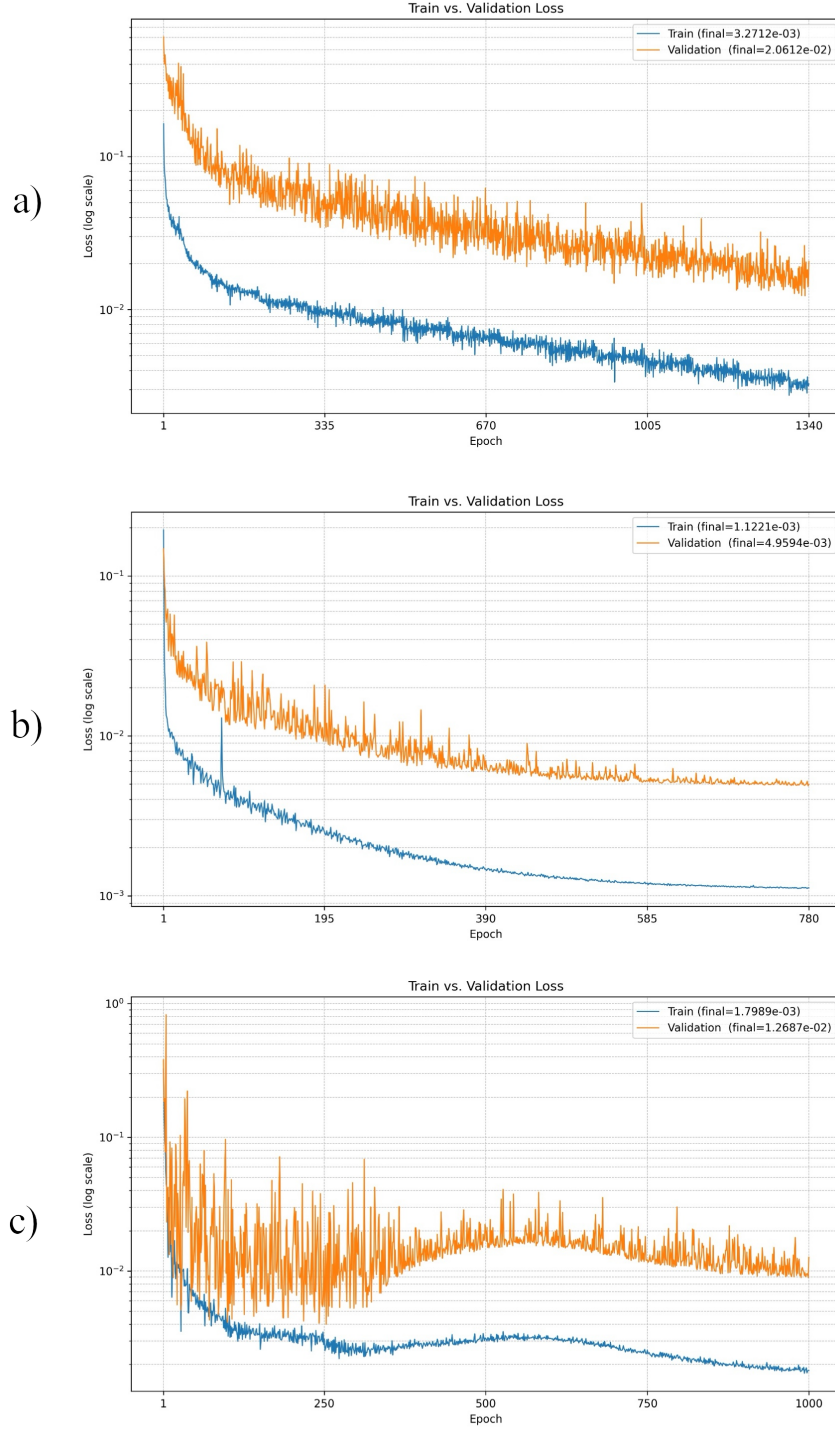 a)
Train vs. Validation Loss
Train (final=3.2712e-03)
Validation (final=2.0612e-02)
Loss (log scale)
10⁻¹
10⁻²
1 335 670 1005 1340
Epoch
b)
Train vs. Validation Loss
Train (final=1.1221e-03)
Validation (final=4.9594e-03)
Loss (log scale)
10⁻¹
10⁻²
10⁻³
1 195 390 585 780
Epoch
c)
Train vs. Validation Loss
Train (final=1.7989e-03)
Validation (final=1.2687e-02)
Loss (log scale)
10⁰
10⁻¹
10⁻²
1 250 500 750 1000
Epoch